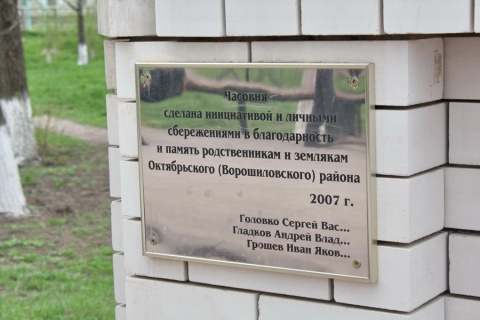 Часовня
сделана инициативой и личными
сбережениями в благодарность
и память родственникам и землякам
Октябрьского (Ворошиловского) района
2007 г.
Головко Сергей Вас...
Гладков Андрей Влад...
Грошев Иван Яков...